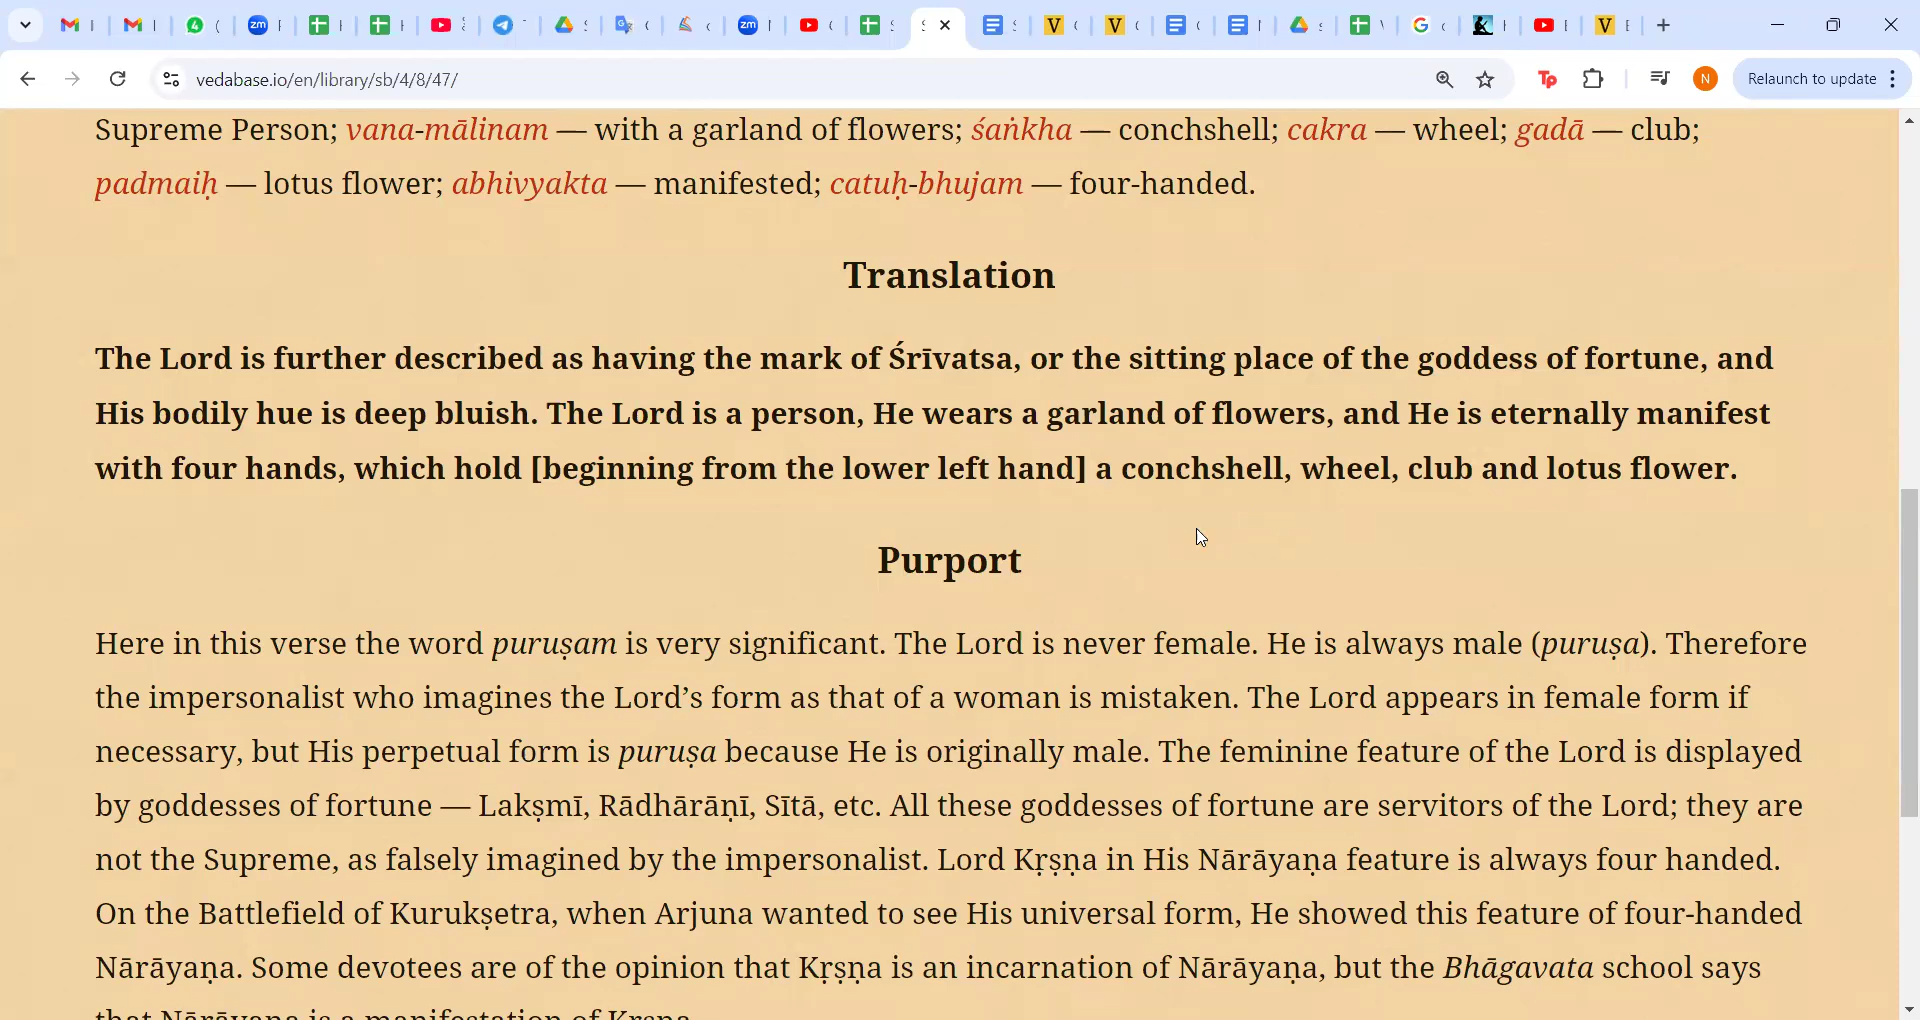 vedabase.io/en/library/sb/4/8/47/
N
Relaunch to update
Supreme Person; vana-mālinam — with a garland of flowers; śaṅkha — conchshell; cakra — wheel; gadā — club;
padmaiḥ — lotus flower; abhivyakta — manifested; catuḥ-bhujam — four-handed.
Translation
The Lord is further described as having the mark of Śrīvatsa, or the sitting place of the goddess of fortune, and
His bodily hue is deep bluish. The Lord is a person, He wears a garland of flowers, and He is eternally manifest
with four hands, which hold [beginning from the lower left hand] a conchshell, wheel, club and lotus flower.
Purport
Here in this verse the word puruṣam is very significant. The Lord is never female. He is always male (puruṣa). Therefore
the impersonalist who imagines the Lord’s form as that of a woman is mistaken. The Lord appears in female form if
necessary, but His perpetual form is puruṣa because He is originally male. The feminine feature of the Lord is displayed
by goddesses of fortune — Lakṣmī, Rādhārāṇī, Sītā, etc. All these goddesses of fortune are servitors of the Lord; they are
not the Supreme, as falsely imagined by the impersonalist. Lord Kṛṣṇa in His Nārāyaṇa feature is always four handed.
On the Battlefield of Kurukṣetra, when Arjuna wanted to see His universal form, He showed this feature of four-handed
Nārāyaṇa. Some devotees are of the opinion that Kṛṣṇa is an incarnation of Nārāyaṇa, but the Bhāgavata school says
that Nārāyaṇa is a manifestation of Kṛṣṇa.